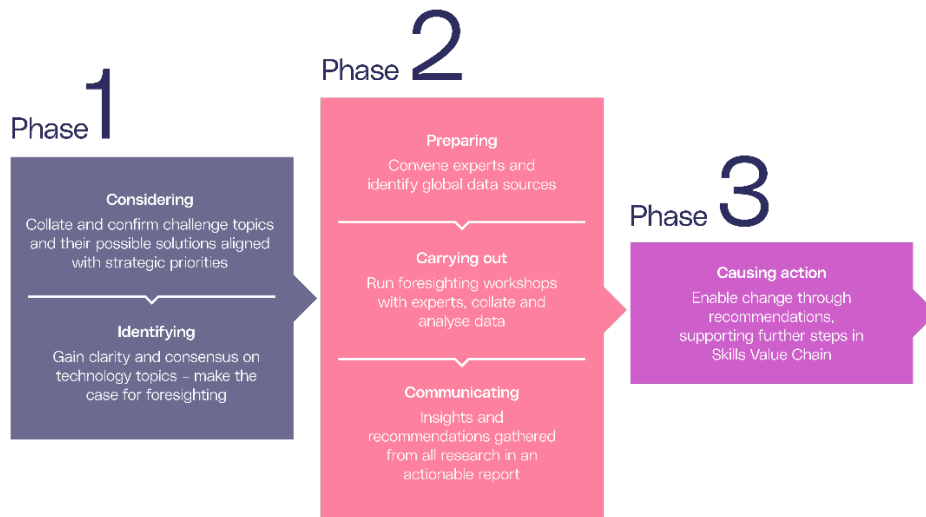 Phase 1
Considering
Collate and confirm challenge topics
and their possible solutions aligned
with strategic priorities
Identifying
Gain clarity and consensus on
technology topics – make the
case for foresighting
Phase 2
Preparing
Convene experts and
identify global data sources
Carrying out
Run foresighting workshops
with experts, collate and
analyse data
Communicating
Insights and
recommendations gathered
from all research in an
actionable report
Phase 3
Causing action
Enable change through
recommendations,
supporting further steps in
Skills Value Chain